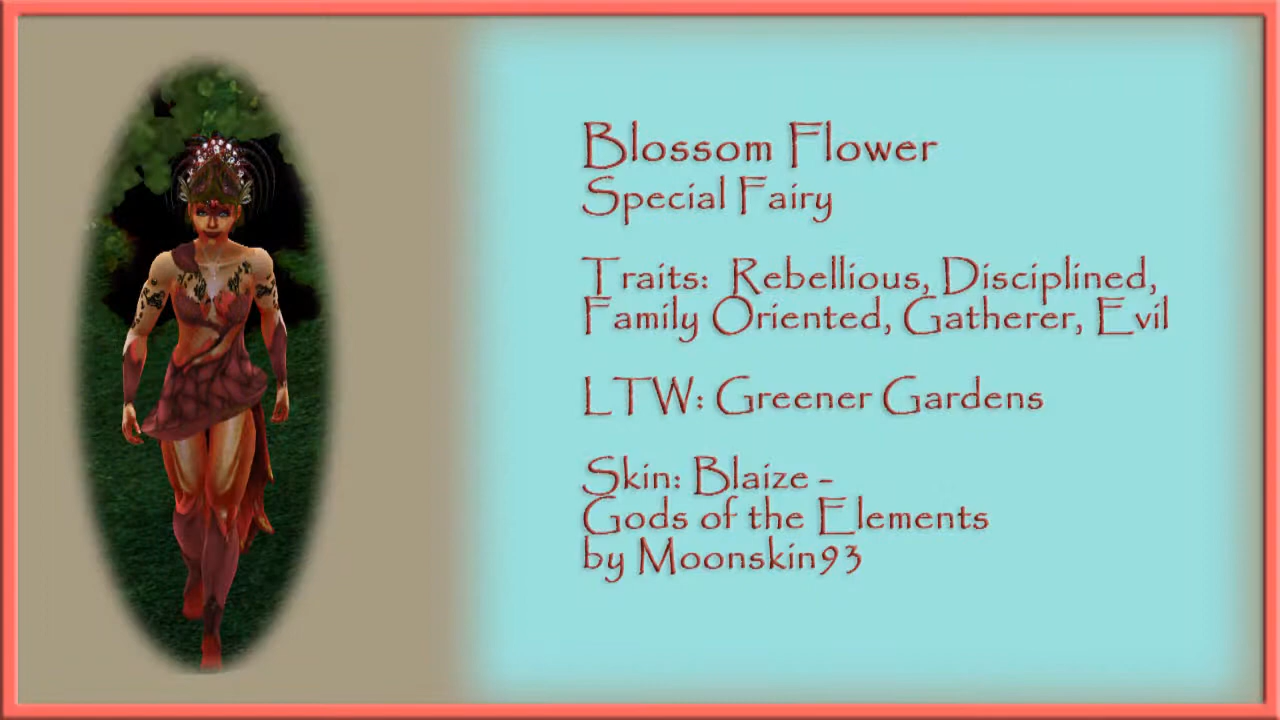 Blossom Flower
Special Fairy
Traits: Rebellious, Disciplined,
Family Oriented, Gatherer, Evil
LTW: Greener Gardens
Skin: Blaize -
Gods of the Elements
by Moonskin93